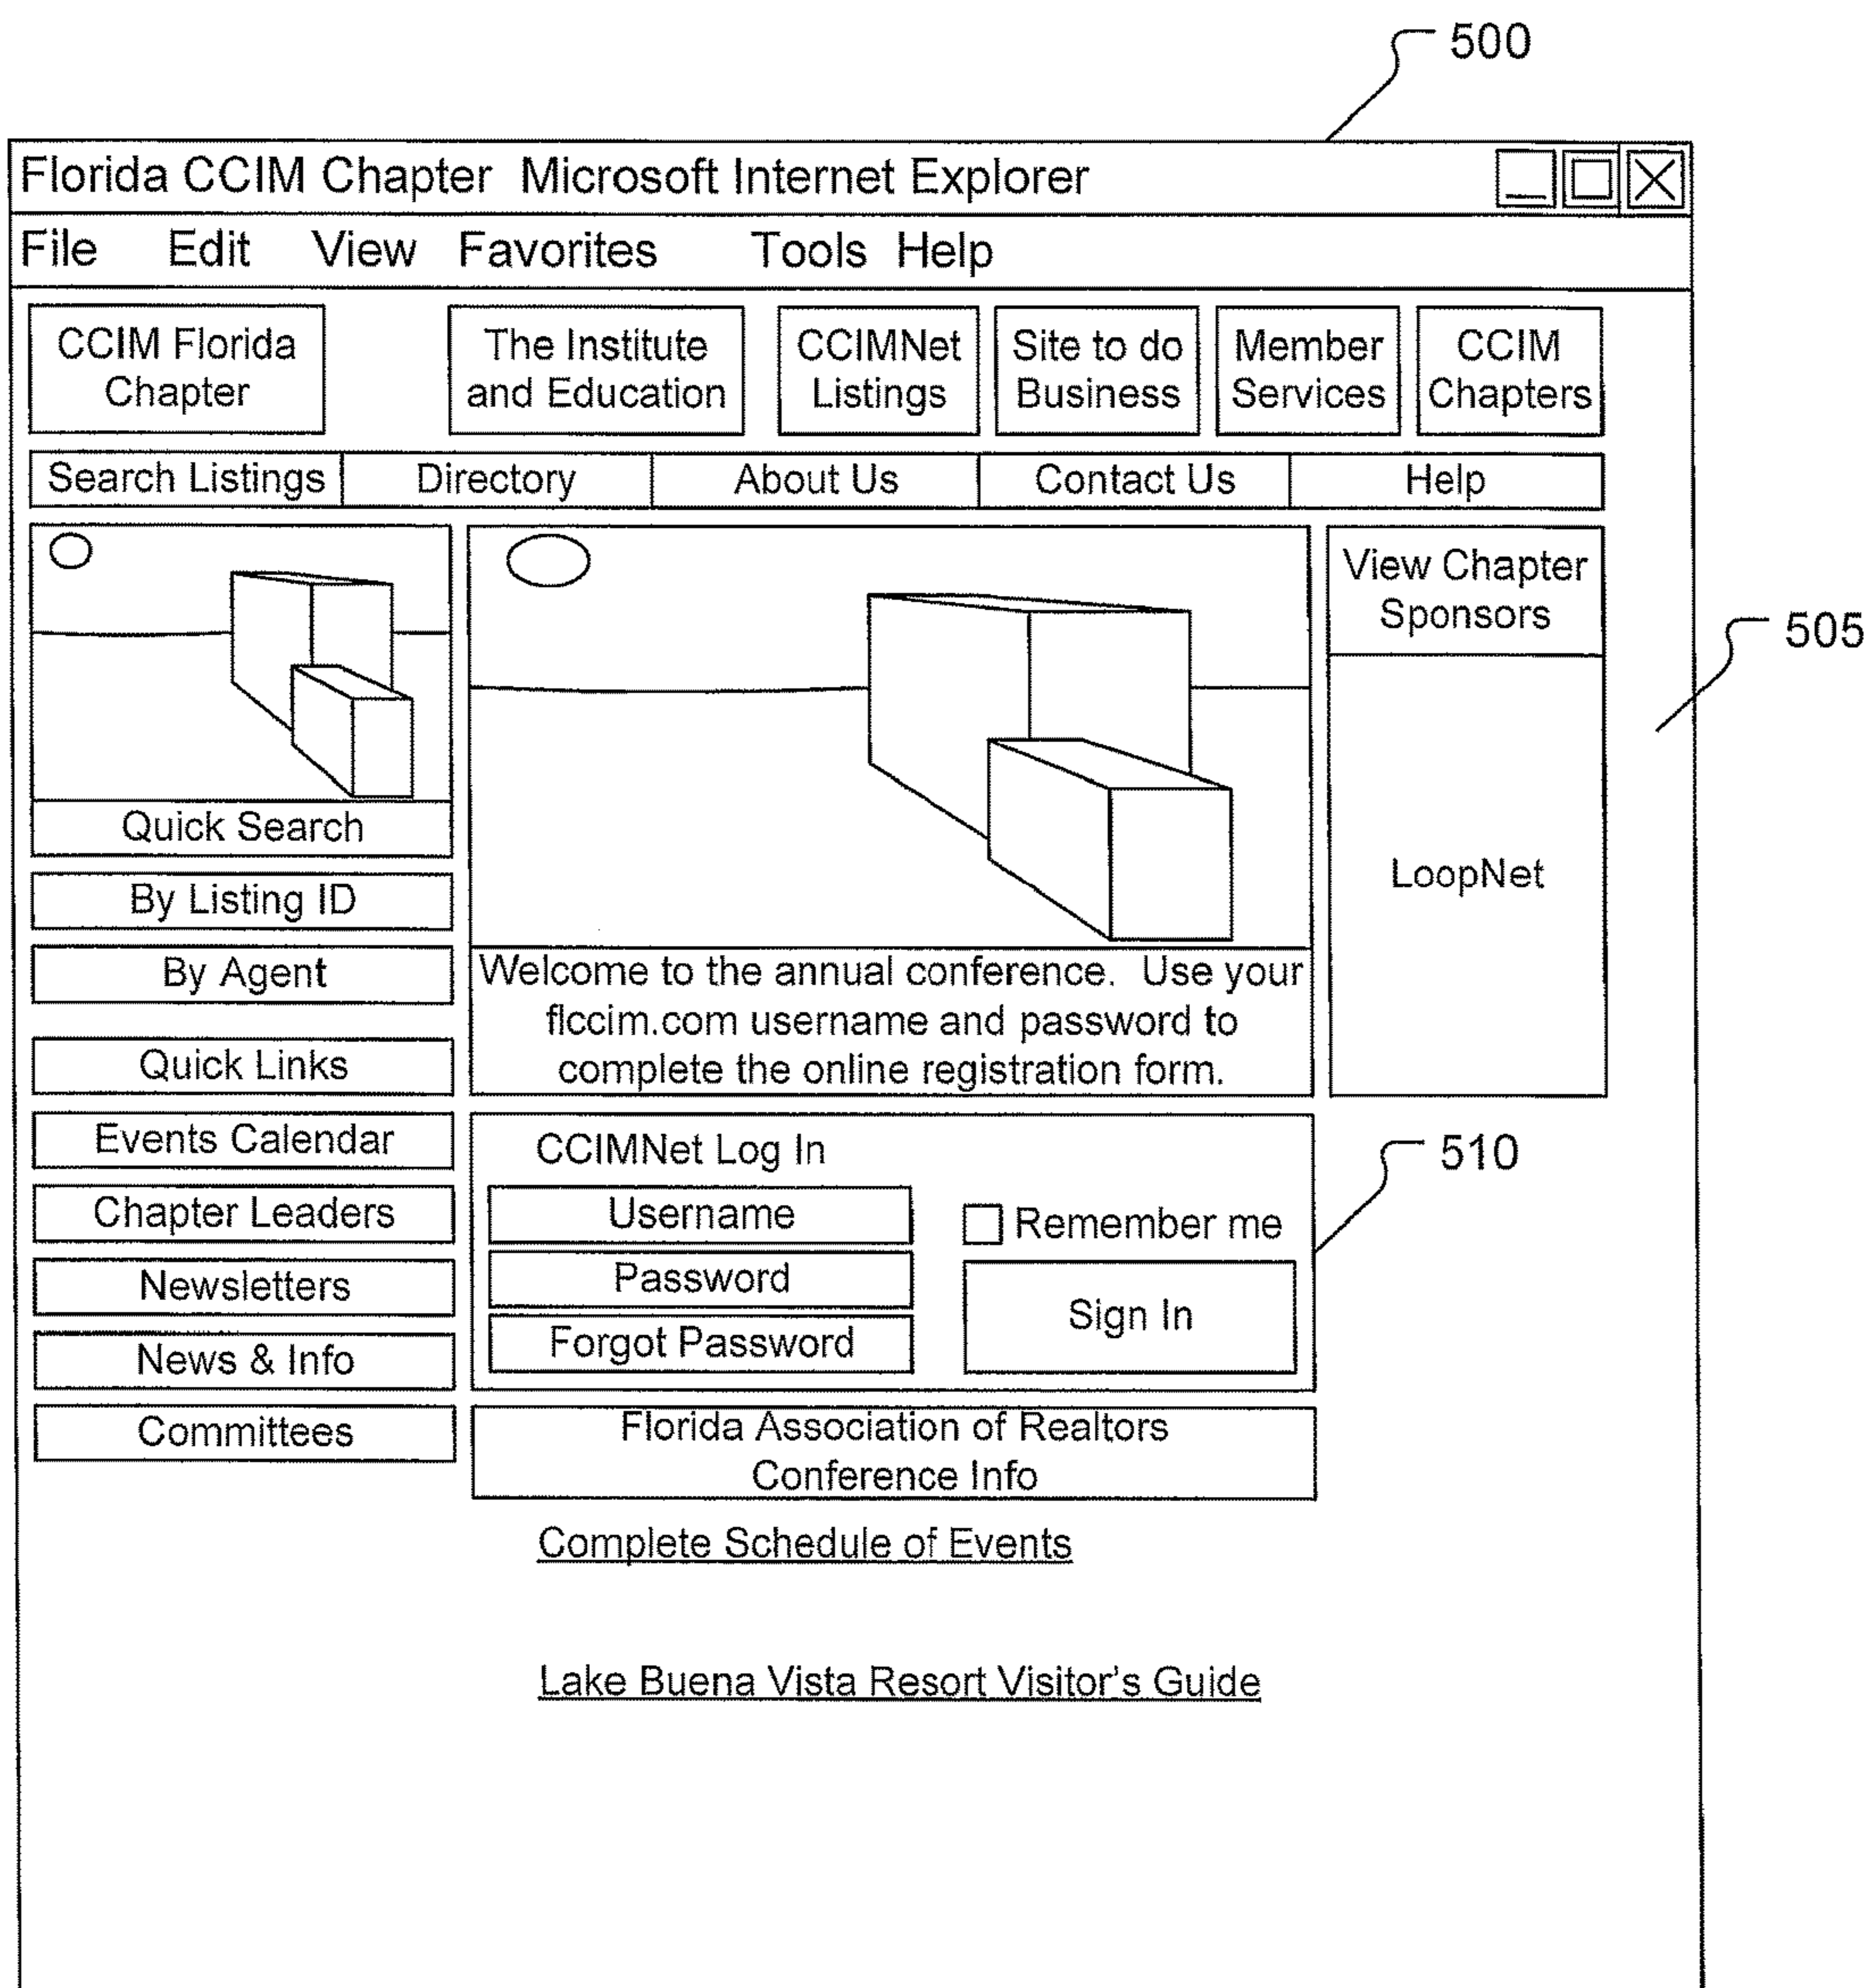 500
Florida CCIM Chapter Microsoft Internet Explorer
File Edit View Favorites Tools Help
CCIM Florida
Chapter
The Institute
and Education
CCIMNet
Listings
Site to do
Business
Member
Services
CCIM
Chapters
Search Listings Directory About Us Contact Us Help
Quick Search
By Listing ID
By Agent
Quick Links
Events Calendar
Chapter Leaders
Newsletters
News & Info
Committees
Welcome to the annual conference. Use your
flccim.com username and password to
complete the online registration form.
View Chapter
Sponsors
LoopNet
505
CCIMNet Log In
Username
Password
Forgot Password
Remember me
Sign In
510
Florida Association of Realtors
Conference Info
Complete Schedule of Events
Lake Buena Vista Resort Visitor's Guide